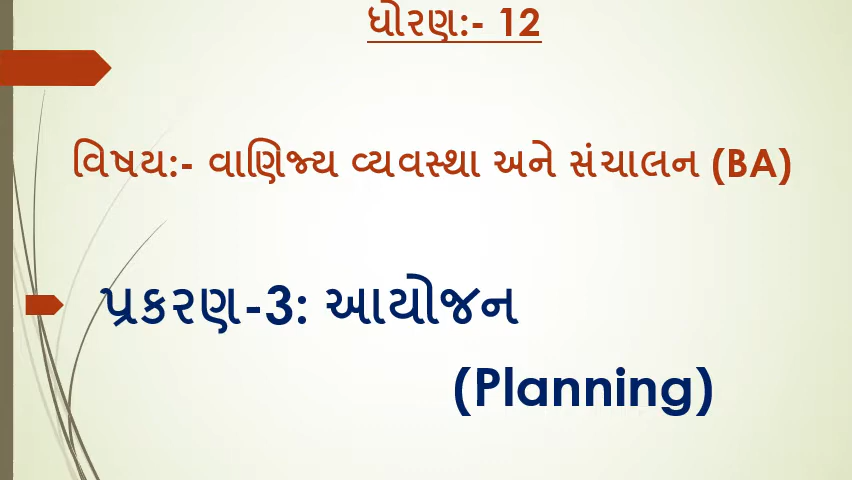 ધોરણઃ- 12
વિષયઃ- વાણિજ્ય વ્યવસ્થા અને સંચાલન (BA)
પ્રકરણ-3: આયોજન
(Planning)